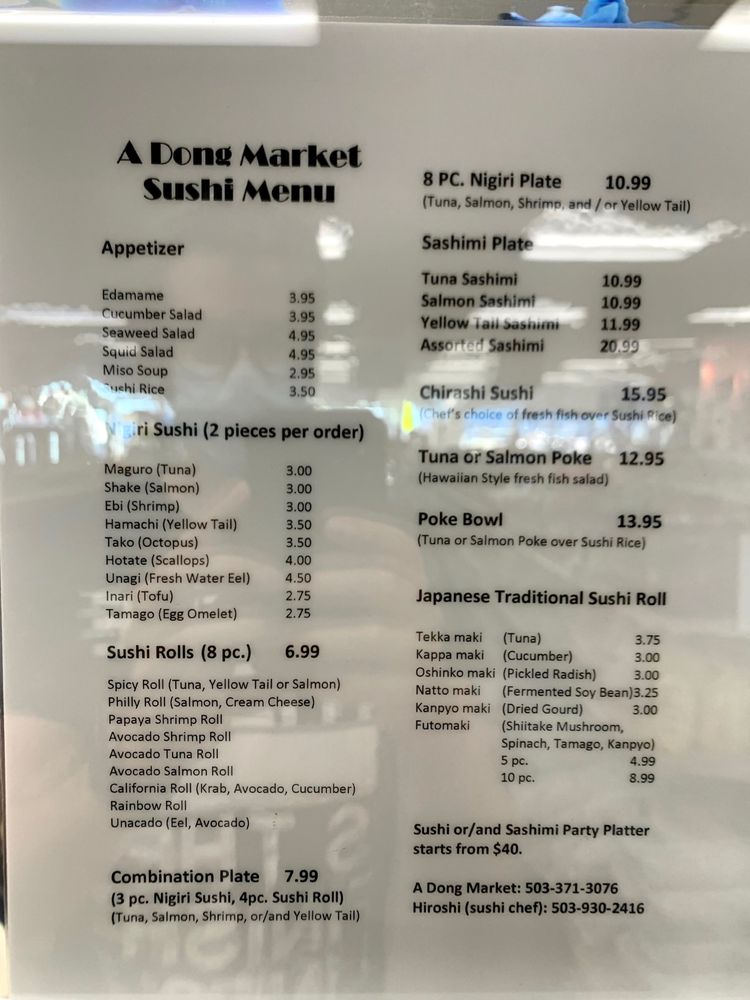 A Dong Market
Sushi Menu
Appetizer
Edamame 3.95
Cucumber Salad 3.95
Seaweed Salad 4.95
Squid Salad 4.95
Miso Soup 2.95
Sushi Rice 3.50
Nigiri Sushi (2 pieces per order)
Maguro (Tuna) 3.00
Shake (Salmon) 3.00
Ebi (Shrimp) 3.00
Hamachi (Yellow Tail) 3.50
Tako (Octopus) 3.50
Hotate (Scallops) 4.00
Unagi (Fresh Water Eel) 4.50
Inari (Tofu) 2.75
Tamago (Egg Omelet) 2.75
Sushi Rolls (8 pc.) 6.99
Spicy Roll (Tuna, Yellow Tail or Salmon)
Philly Roll (Salmon, Cream Cheese)
Papaya Shrimp Roll
Avocado Shrimp Roll
Avocado Tuna Roll
Avocado Salmon Roll
California Roll (Krab, Avocado, Cucumber)
Rainbow Roll
Unacado (Eel, Avocado)
Combination Plate 7.99
(3 pc. Nigiri Sushi, 4pc. Sushi Roll)
(Tuna, Salmon, Shrimp, or/and Yellow Tail)
8 PC. Nigiri Plate 10.99
(Tuna, Salmon, Shrimp, and / or Yellow Tail)
Sashimi Plate
Tuna Sashimi 10.99
Salmon Sashimi 10.99
Yellow Tail Sashimi 11.99
Assorted Sashimi 20.99
Chirashi Sushi 15.95
(Chef's choice of fresh fish over Sushi Rice)
Tuna or Salmon Poke 12.95
(Hawaiian Style fresh fish salad)
Poke Bowl 13.95
(Tuna or Salmon Poke over Sushi Rice)
Japanese Traditional Sushi Roll
Tekka maki (Tuna) 3.75
Kappa maki (Cucumber) 3.00
Oshinko maki (Pickled Radish) 3.00
Natto maki (Fermented Soy Bean)3.25
Kanpyo maki (Dried Gourd) 3.00
Futomaki (Shiitake Mushroom,
Spinach, Tamago, Kanpyo)
5 pc. 4.99
10 pc. 8.99
Sushi or/and Sashimi Party Platter
starts from $40.
A Dong Market: 503-371-3076
Hiroshi (sushi chef): 503-930-2416